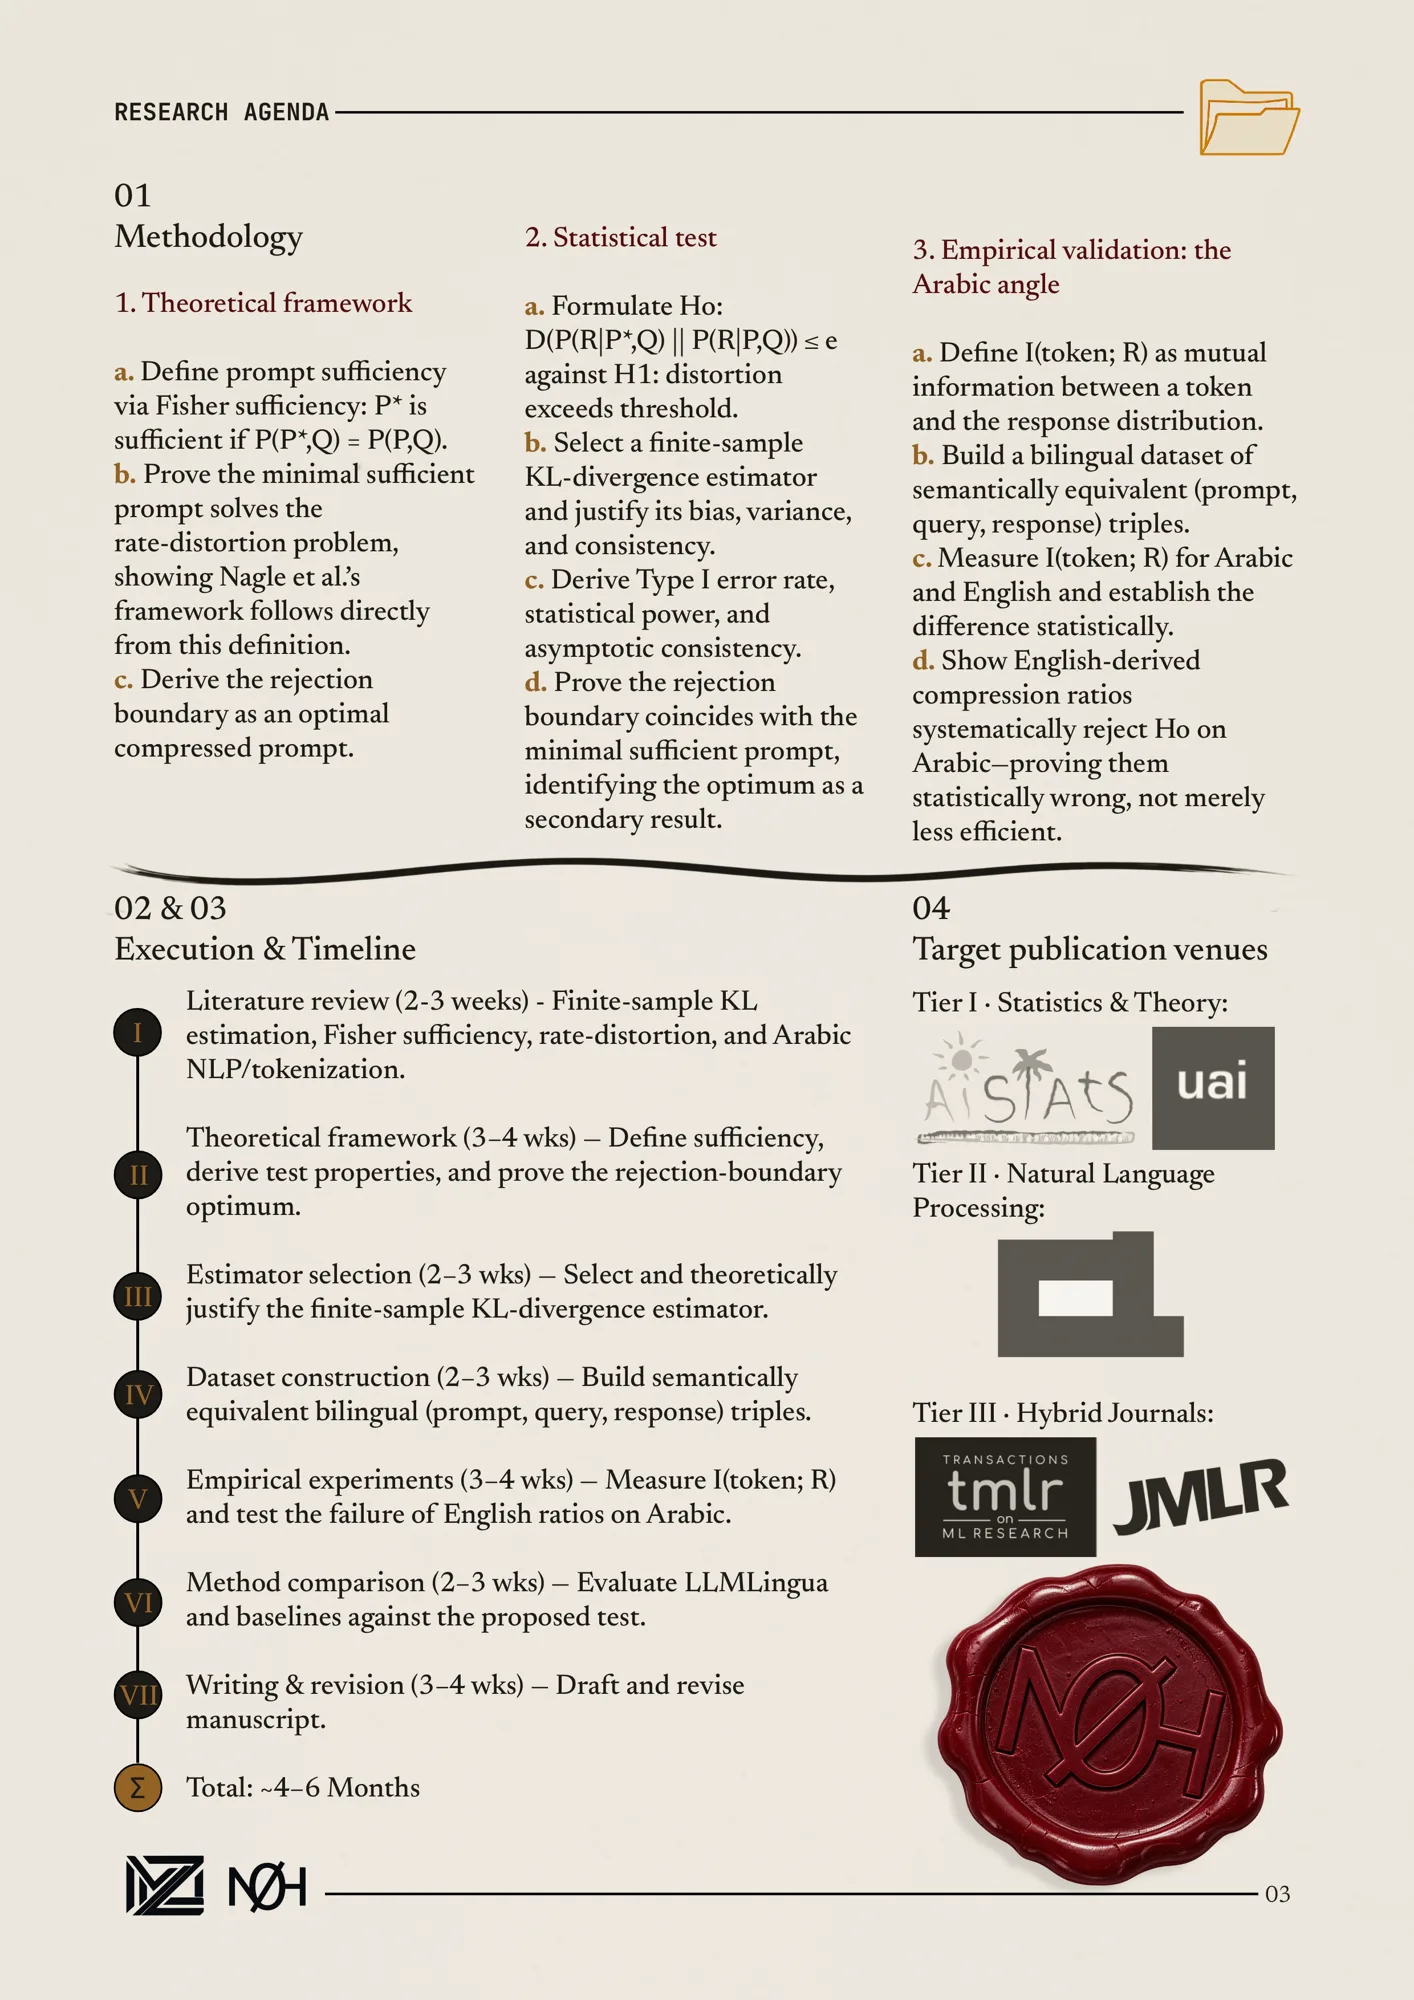 RESEARCH AGENDA
01
Methodology
1. Theoretical framework
a. Define prompt sufficiency
via Fisher sufficiency: P* is
sufficient if P(P*,Q) = P(P,Q).
b. Prove the minimal sufficient
prompt solves the
rate-distortion problem,
showing Nagle et al.'s
framework follows directly
from this definition.
c. Derive the rejection
boundary as an optimal
compressed prompt.
2. Statistical test
a. Formulate Ho:
D(P(R|P*,Q) || P(R|P,Q)) ≤ e
against H1: distortion
exceeds threshold.
b. Select a finite-sample
KL-divergence estimator
and justify its bias, variance,
and consistency.
c. Derive Type I error rate,
statistical power, and
asymptotic consistency.
d. Prove the rejection
boundary coincides with the
minimal sufficient prompt,
identifying the optimum as a
secondary result.
3. Empirical validation: the
Arabic angle
a. Define I(token; R) as mutual
information between a token
and the response distribution.
b. Build a bilingual dataset of
semantically equivalent (prompt,
query, response) triples.
c. Measure I(token; R) for Arabic
and English and establish the
difference statistically.
d. Show English-derived
compression ratios
systematically reject Ho on
Arabic—proving them
statistically wrong, not merely
less efficient.
02 & 03
Execution & Timeline
I
Literature review (2-3 weeks) - Finite-sample KL
estimation, Fisher sufficiency, rate-distortion, and Arabic
NLP/tokenization.
II
Theoretical framework (3–4 wks) — Define sufficiency,
derive test properties, and prove the rejection-boundary
optimum.
III
Estimator selection (2–3 wks) — Select and theoretically
justify the finite-sample KL-divergence estimator.
IV
Dataset construction (2–3 wks) — Build semantically
equivalent bilingual (prompt, query, response) triples.
V
Empirical experiments (3–4 wks) — Measure I(token; R)
and test the failure of English ratios on Arabic.
VI
Method comparison (2–3 wks) — Evaluate LLMLingua
and baselines against the proposed test.
VII
Writing & revision (3–4 wks) — Draft and revise
manuscript.
Σ
Total: ~4–6 Months
04
Target publication venues
Tier I · Statistics & Theory:
AISTATS
uai
Tier II · Natural Language
Processing:
Tier III · Hybrid Journals:
TRANSACTIONS
tmlr
on
ML RESEARCH
JMLR
NØH
NØH
03